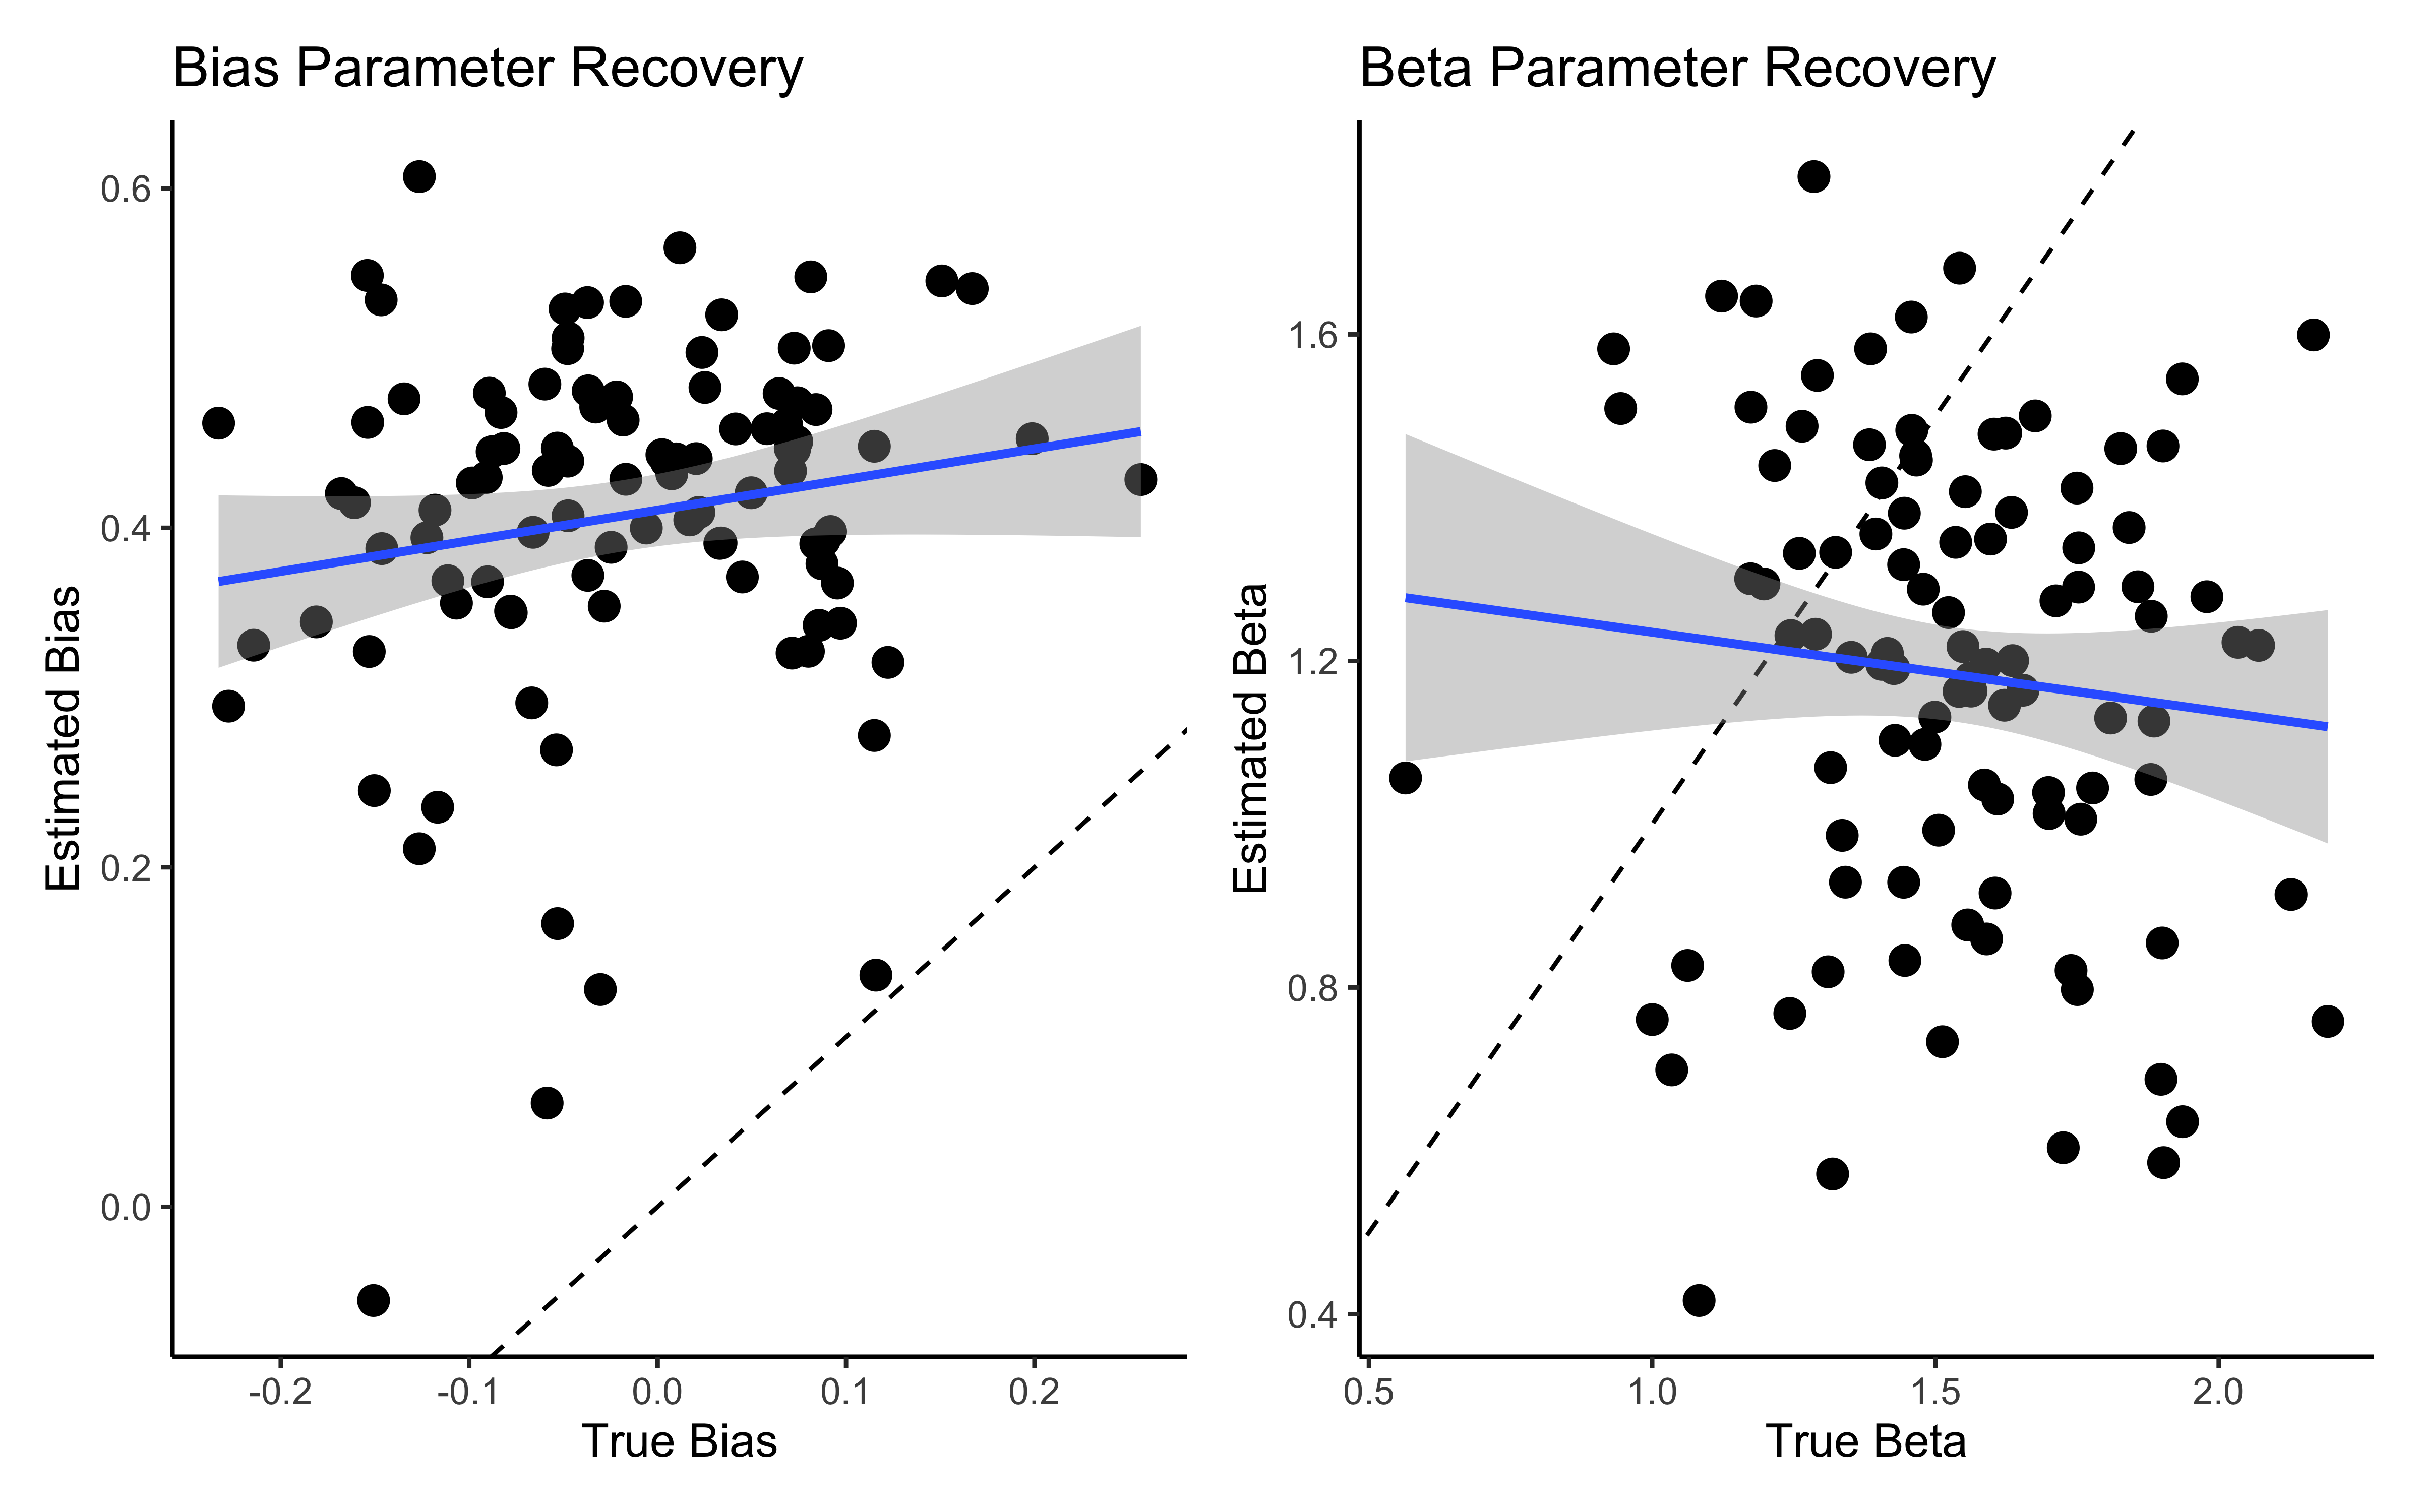 Bias Parameter Recovery
Estimated Bias
0.6
0.4
0.2
0.0
-0.2 -0.1 0.0 0.1 0.2
True Bias
Beta Parameter Recovery
Estimated Beta
1.6
1.2
0.8
0.4
0.5 1.0 1.5 2.0
True Beta